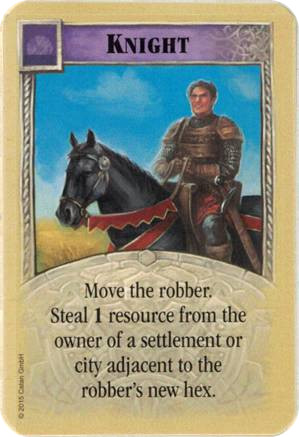 KNIGHT
Move the robber.
Steal 1 resource from the
owner of a settlement or
city adjacent to the
robber's new hex.
© 2015 Catan GmbH